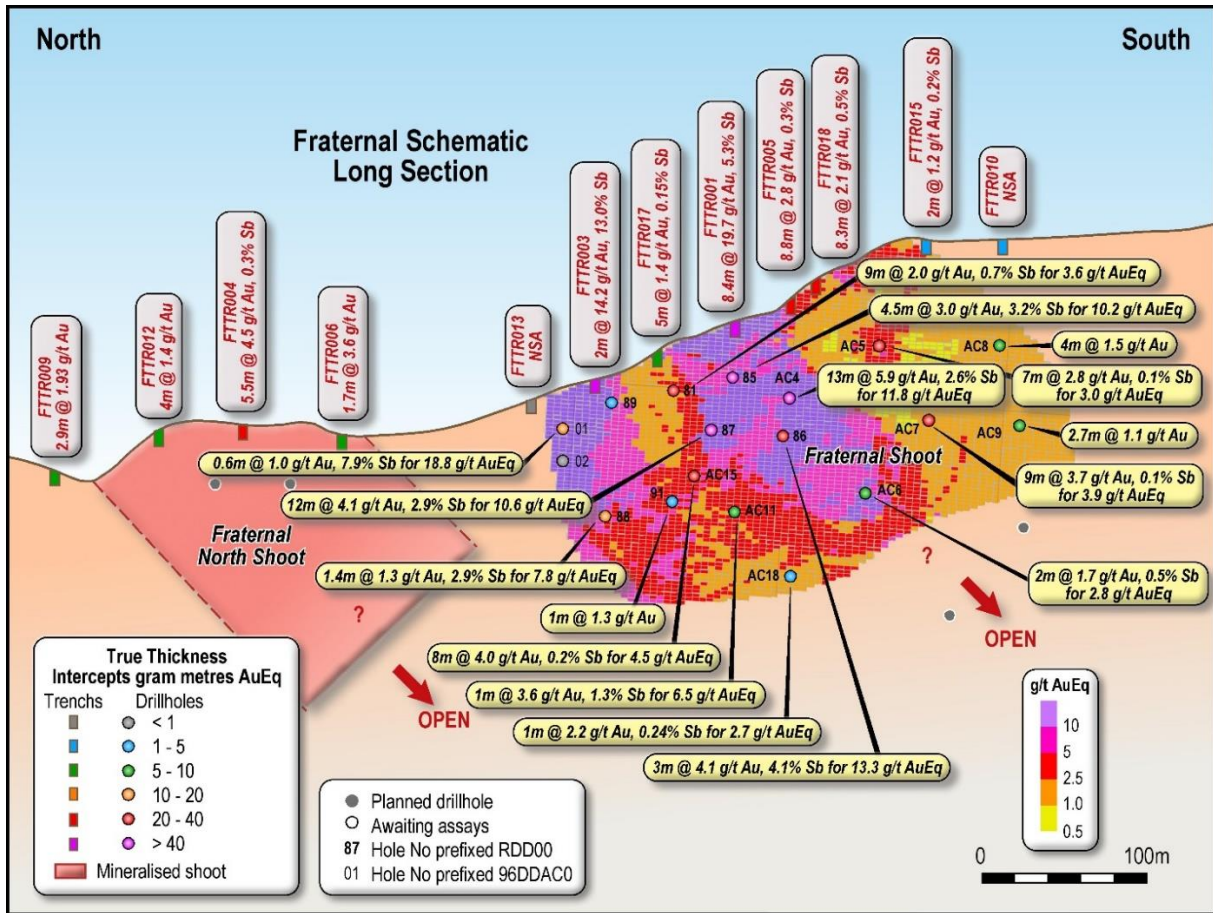 North
South
Fraternal Schematic
Long Section
FTTR009
2.9m @ 1.93 g/t Au
FTTR012
4m @ 1.4 g/t Au
FTTR004
5.5m @ 4.5 g/t Au, 0.3% Sb
FTTR006
1.7m @ 3.6 g/t Au
FTTR013
NSA
FTTR003
2m @ 14.2 g/t Au, 13.0% Sb
FTTR017
5m @ 1.4 g/t Au, 0.15% Sb
FTTR001
8.4m @ 19.7 g/t Au, 5.3% Sb
FTTR005
8.8m @ 2.8 g/t Au, 0.3% Sb
FTTR018
8.3m @ 2.1 g/t Au, 0.5% Sb
FTTR015
2m @ 1.2 g/t Au, 0.2% Sb
FTTR010
NSA
9m @ 2.0 g/t Au, 0.7% Sb for 3.6 g/t AuEq
4.5m @ 3.0 g/t Au, 3.2% Sb for 10.2 g/t AuEq
AC5
AC8
4m @ 1.5 g/t Au
85
AC4
81
89
13m @ 5.9 g/t Au, 2.6% Sb
for 11.8 g/t AuEq
7m @ 2.8 g/t Au, 0.1% Sb
for 3.0 g/t AuEq
01
87
86
AC7
AC9
2.7m @ 1.1 g/t Au
02
Fraternal Shoot
0.6m @ 1.0 g/t Au, 7.9% Sb for 18.8 g/t AuEq
9m @ 3.7 g/t Au, 0.1% Sb
for 3.9 g/t AuEq
AC15
12m @ 4.1 g/t Au, 2.9% Sb for 10.6 g/t AuEq
91
AC6
88
AC11
Fraternal
North Shoot
?
1.4m @ 1.3 g/t Au, 2.9% Sb for 7.8 g/t AuEq
AC18
2m @ 1.7 g/t Au, 0.5% Sb
for 2.8 g/t AuEq
?
1m @ 1.3 g/t Au
OPEN
8m @ 4.0 g/t Au, 0.2% Sb for 4.5 g/t AuEq
1m @ 3.6 g/t Au, 1.3% Sb for 6.5 g/t AuEq
OPEN
1m @ 2.2 g/t Au, 0.24% Sb for 2.7 g/t AuEq
3m @ 4.1 g/t Au, 4.1% Sb for 13.3 g/t AuEq
True Thickness
Intercepts gram metres AuEq
Trenchs Drillholes
< 1
1 - 5
5 - 10
10 - 20
20 - 40
> 40
Mineralised shoot
Planned drillhole
Awaiting assays
87 Hole No prefixed RDD00
01 Hole No prefixed 96DDAC0
g/t AuEq
10
5
2.5
1.0
0.5
0 100m